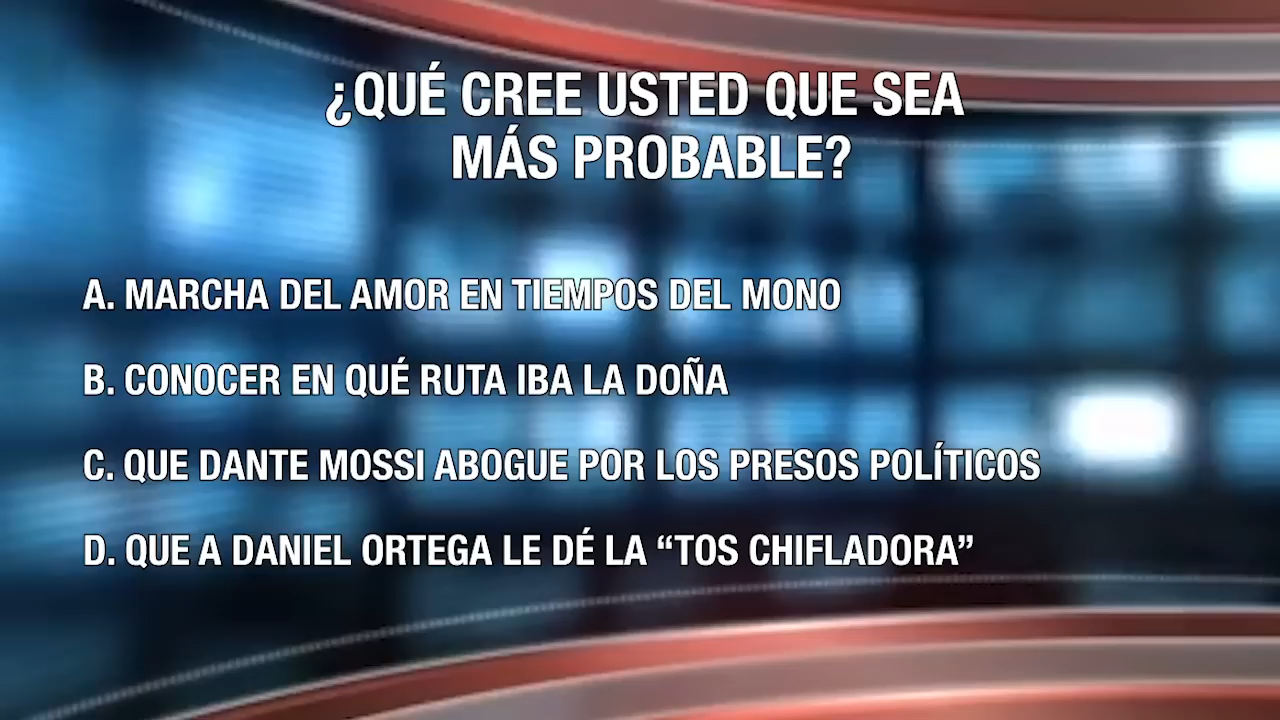 ¿QUÉ CREE USTED QUE SEA
MÁS PROBABLE?
A. MARCHA DEL AMOR EN TIEMPOS DEL MONO
B. CONOCER EN QUÉ RUTA IBA LA DOÑA
C. QUE DANTE MOSSI ABOGUE POR LOS PRESOS POLÍTICOS
D. QUE A DANIEL ORTEGA LE DÉ LA “TOS CHIFLADORA”